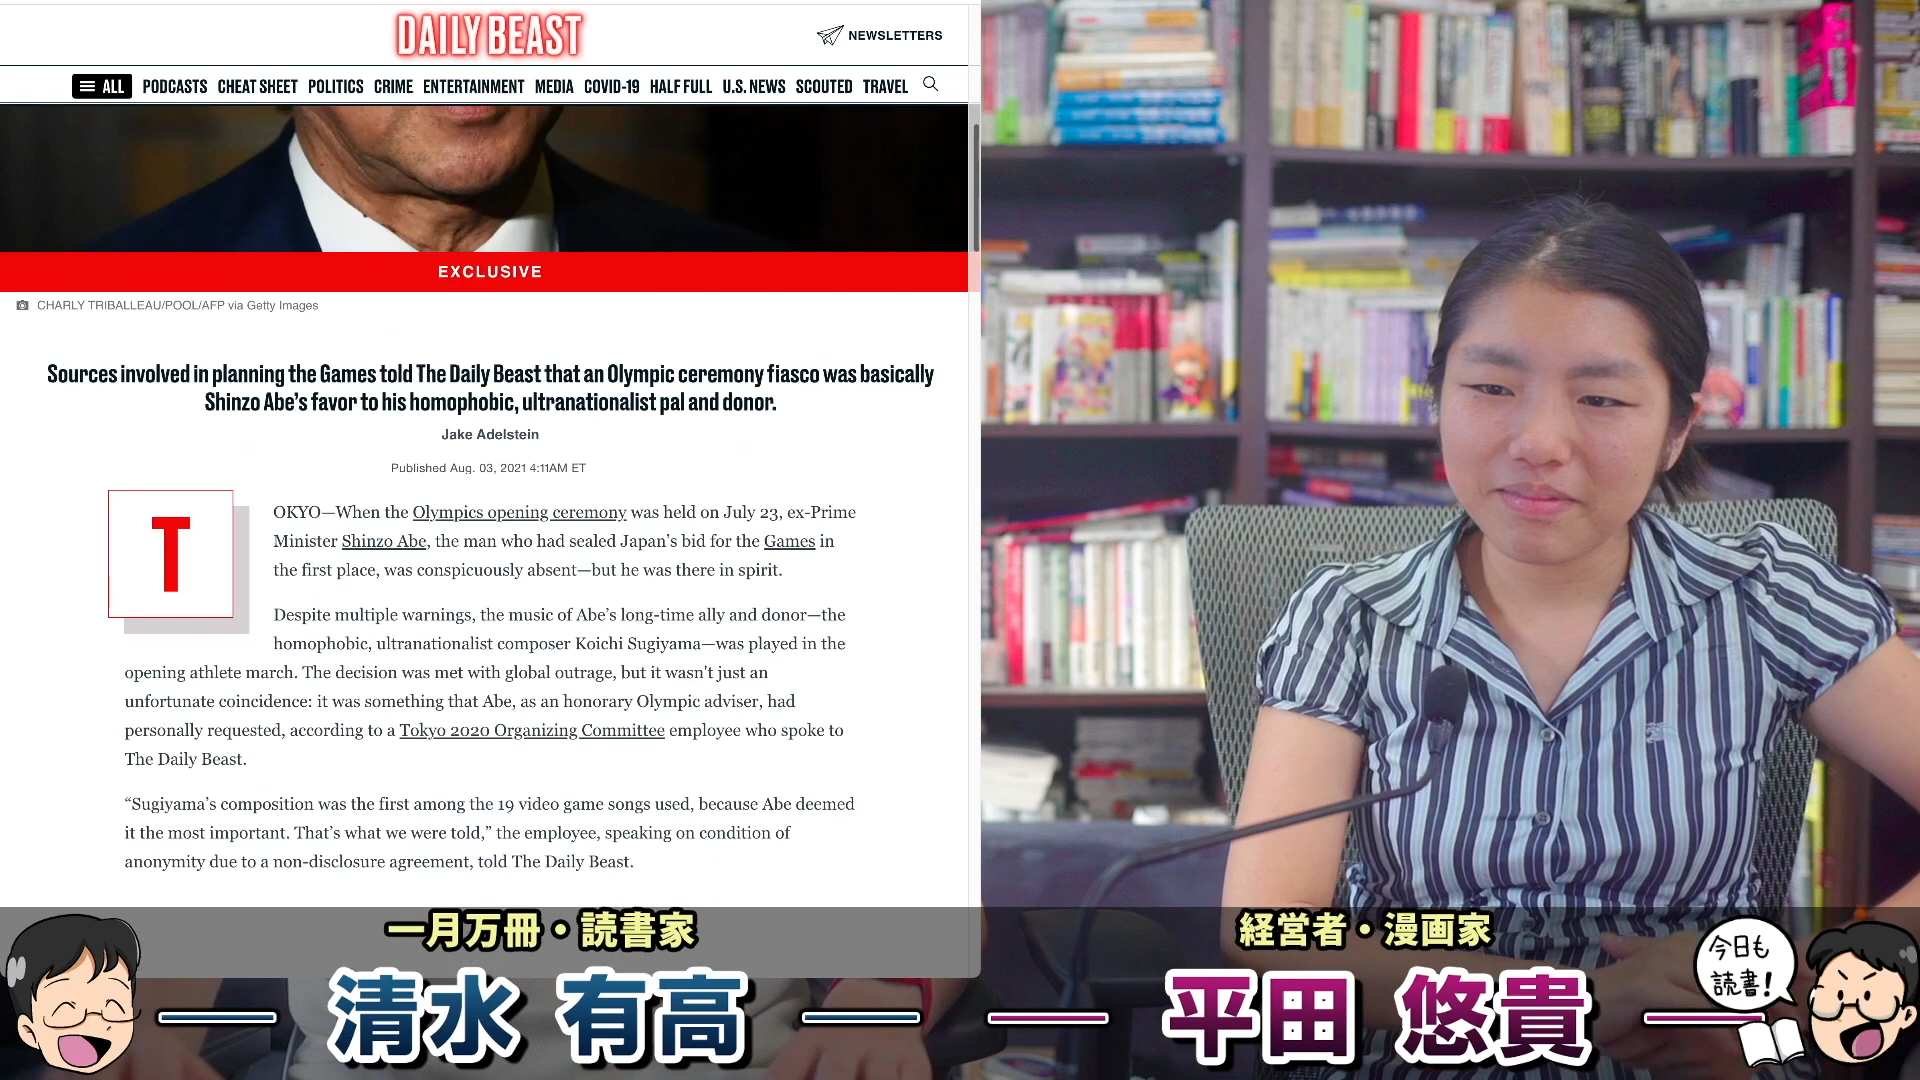 DAILY BEAST
NEWSLETTERS
ALL PODCASTS CHEAT SHEET POLITICS CRIME ENTERTAINMENT MEDIA COVID-19 HALF FULL U.S. NEWS SCOUTED TRAVEL
EXCLUSIVE
CHARLY TRIBALLEAU/POOL/AFP via Getty Images
Sources involved in planning the Games told The Daily Beast that an Olympic ceremony fiasco was basically
Shinzo Abe’s favor to his homophobic, ultranationalist pal and donor.
Jake Adelstein
Published Aug. 03, 2021 4:11AM ET
TOKYO—When the Olympics opening ceremony was held on July 23, ex-Prime
Minister Shinzo Abe, the man who had sealed Japan’s bid for the Games in
the first place, was conspicuously absent—but he was there in spirit.
Despite multiple warnings, the music of Abe’s long-time ally and donor—the
homophobic, ultranationalist composer Koichi Sugiyama—was played in the
opening athlete march. The decision was met with global outrage, but it wasn't just an
unfortunate coincidence: it was something that Abe, as an honorary Olympic adviser, had
personally requested, according to a Tokyo 2020 Organizing Committee employee who spoke to
The Daily Beast.
“Sugiyama’s composition was the first among the 19 video game songs used, because Abe deemed
it the most important. That’s what we were told,” the employee, speaking on condition of
anonymity due to a non-disclosure agreement, told The Daily Beast.
一月万冊・読書家
清水 有高
経営者・漫画家
平田 悠貴
今日も
読書!